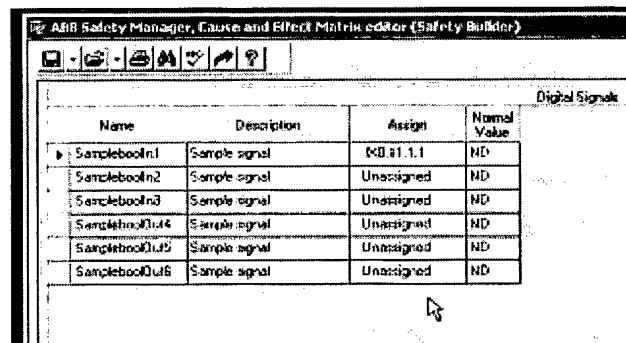 ABB Safety Manager, Cause and Effect Matrix editor (Safety Builder)
Digital Signals
Name Description Assign Normal Value
SampleboolIn1 Sample signal ND
SampleboolIn2 Sample signal Unassigned ND
SampleboolIn3 Sample signal Unassigned ND
SampleboolOut4 Sample signal Unassigned ND
SampleboolOut5 Sample signal Unassigned ND
SampleboolOut6 Sample signal Unassigned ND